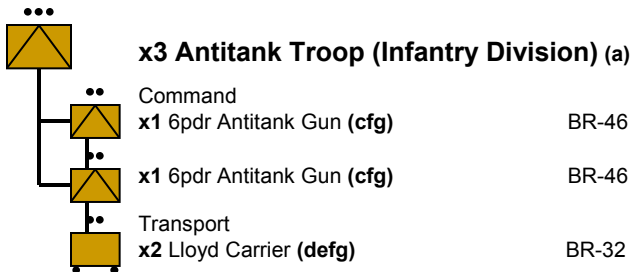 x3 Antitank Troop (Infantry Division) (a)
Command
x1 6pdr Antitank Gun (cfg) BR-46
x1 6pdr Antitank Gun (cfg) BR-46
Transport
x2 Lloyd Carrier (defg) BR-32